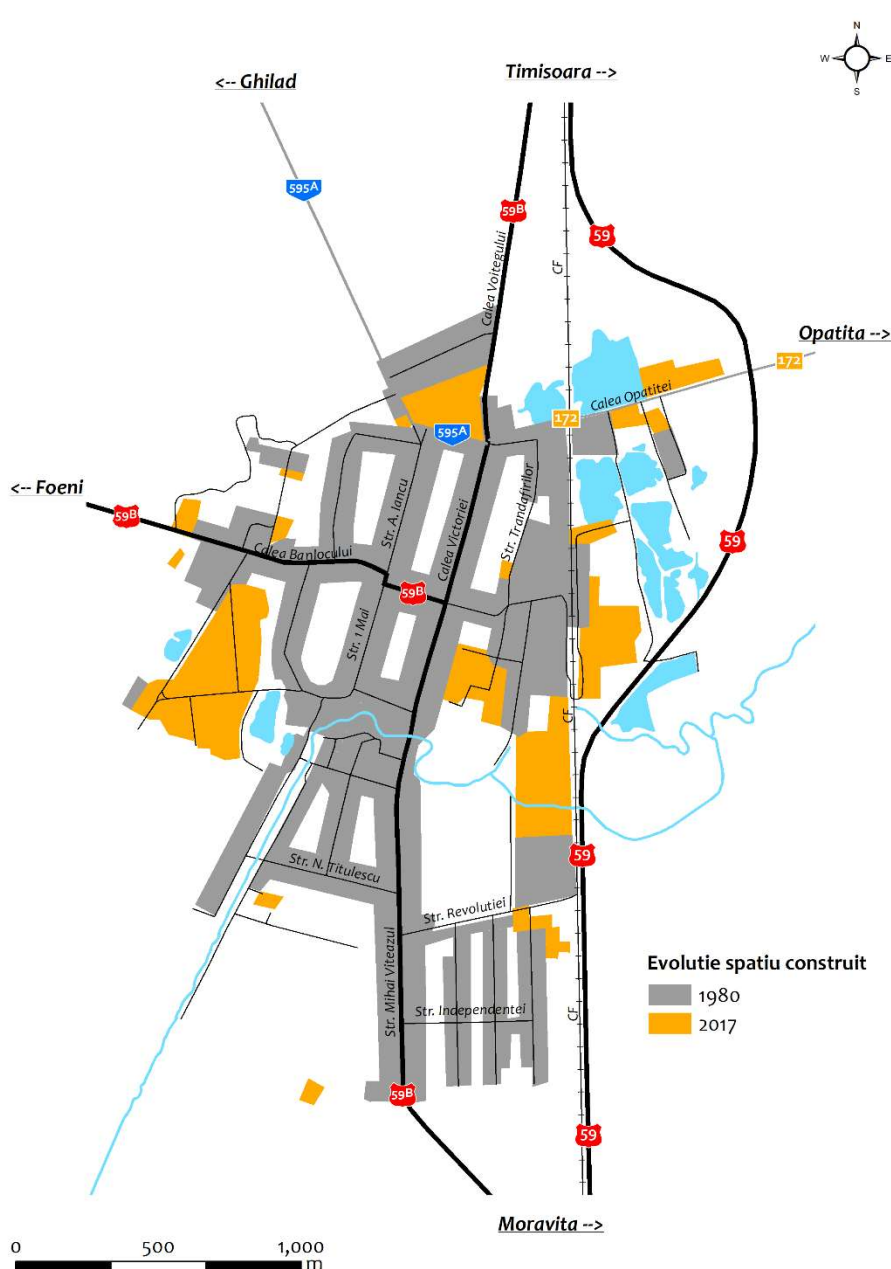 N
W
E
S
<-- Ghilad
Timisoara -->
595A
59B
59
Calea Voitegului
CF
Opatita -->
172
Calea Opatitei
172
595A
<-- Foeni
59B
Str. A. Iancu
Calea Victoriei
Str. Trandafirilor
59
Calea Banlocului
59B
Str. 1 Mai
CF
59
Str. N. Titulescu
Str. Revolutiei
Str. Mihai Viteazul
Str. Independentei
CF
59B
59
Evolutie spatiu construit
1980
2017
Moravita -->
0 500 1,000
m